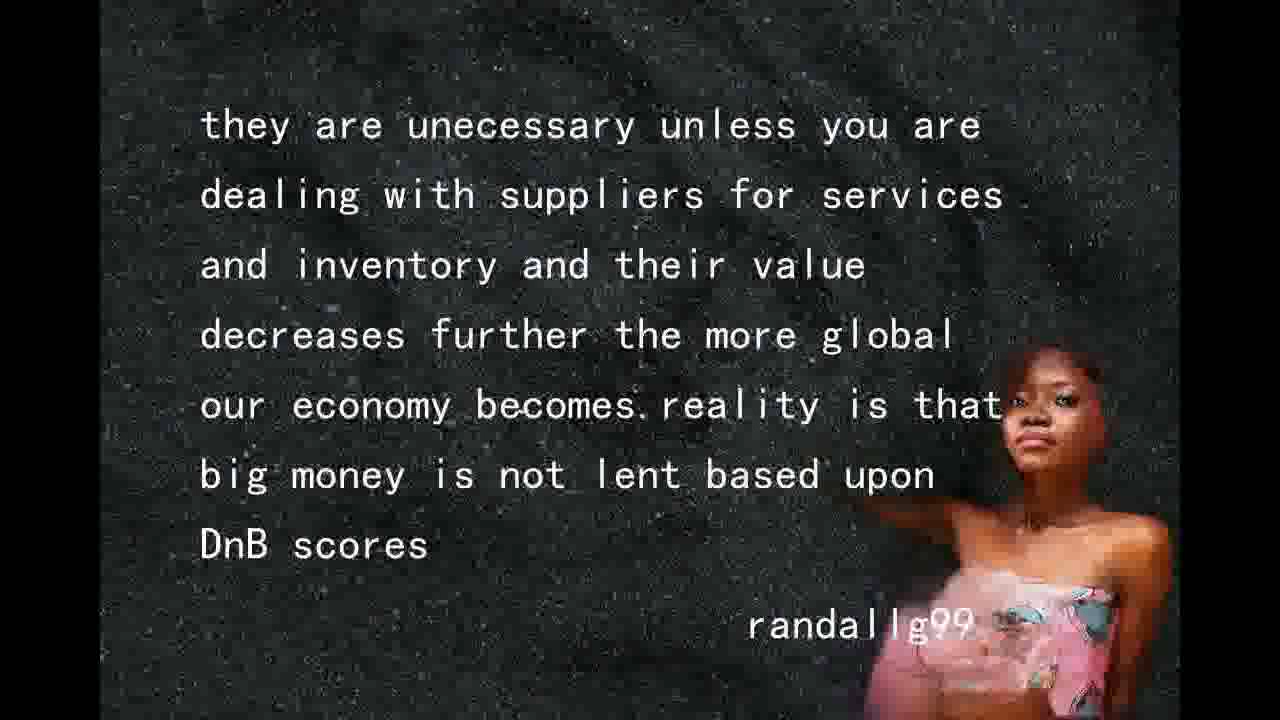 they are unecessary unless you are
dealing with suppliers for services
and inventory and their value
decreases further the more global
our economy becomes. reality is that
big money is not lent based upon
DnB scores
randallg99